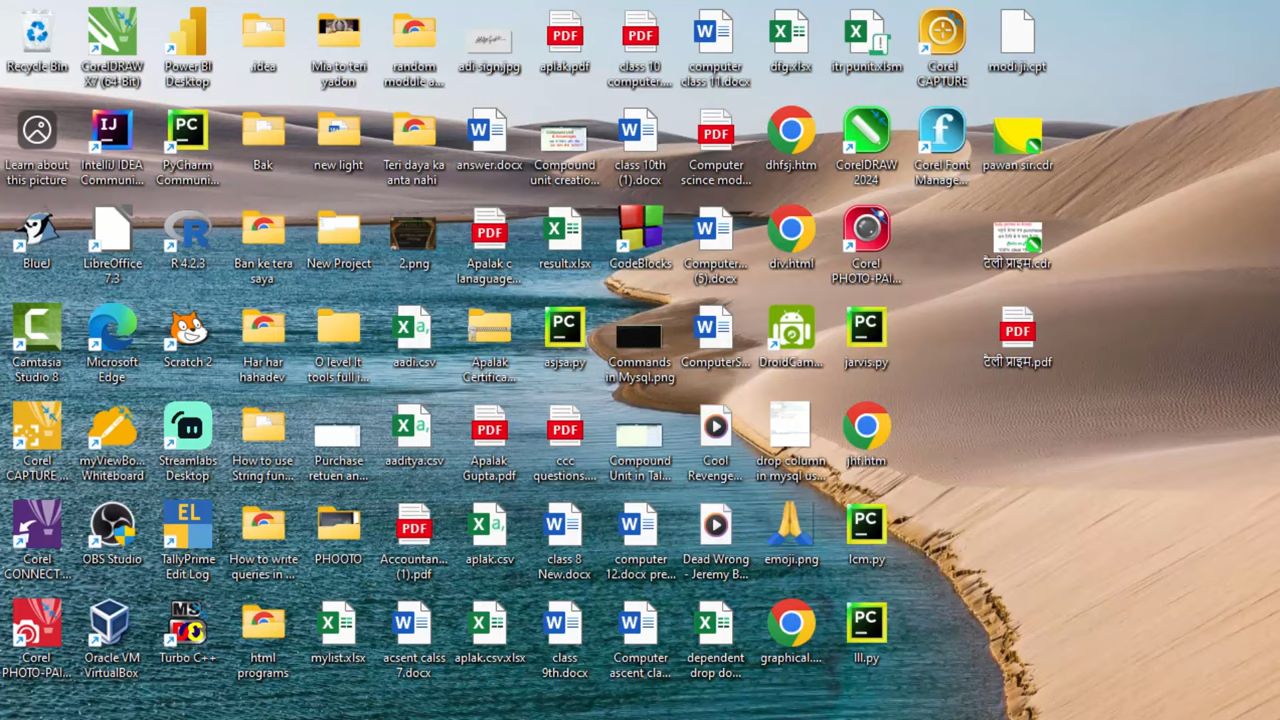 Recycle Bin
CorelDRAW X7 (64-Bit)
Power BI Desktop
.idea
Mia to teri yadon
random module a...
adi sign.jpg
aplak.pdf
class 10 computer....
computer class 11.docx
dfg.xlsx
itr punit.xlsm
Corel CAPTURE
modi ji.cpt
Learn about this picture
IntelliJ IDEA Communi...
PyCharm Communi...
Bak
new light
Teri daya ka anta nahi
answer.docx
Compound unit creatio...
class 10th (1).docx
Computer scince mod...
dhfsj.htm
CorelDRAW 2024
Corel Font Manage...
pawan sir.cdr
BlueJ
LibreOffice 7.3
R 4.2.3
Ban ke tera saya
New Project
2.png
Apalak c lanaguage...
result.xlsx
CodeBlocks
Computer... (5).docx
div.html
Corel PHOTO-PAI...
टैली प्राइम.cdr
Camtasia Studio 8
Microsoft Edge
Scratch 2
Har har hahadev
O level It tools full i...
aadi.csv
Apalak Certifica...
asjsa.py
Commands in Mysql.png
ComputerS...
DroidCam...
jarvis.py
टैली प्राइम.pdf
Corel CAPTURE...
myViewBo... Whiteboard
Streamlabs Desktop
How to use String fun...
Purchase retuen an...
aaditya.csv
Apalak Gupta.pdf
ccc questions....
Compound Unit in Tal...
Cool Revenge...
drop column in mysql us...
jhf.htm
Corel CONNECT...
OBS Studio
TallyPrime Edit Log
How to write queries in ...
PHOOTO
Accountan... (1).pdf
aplak.csv
class 8 New.docx
computer 12.docx pre...
Dead Wrong - Jeremy B...
emoji.png
lcm.py
Corel PHOTO-PAI...
Oracle VM VirtualBox
Turbo C++
html programs
mylist.xlsx
acsent calss 7.docx
aplak.csv.xlsx
class 9th.docx
Computer ascent cla...
dependent drop do...
graphical....
lll.py